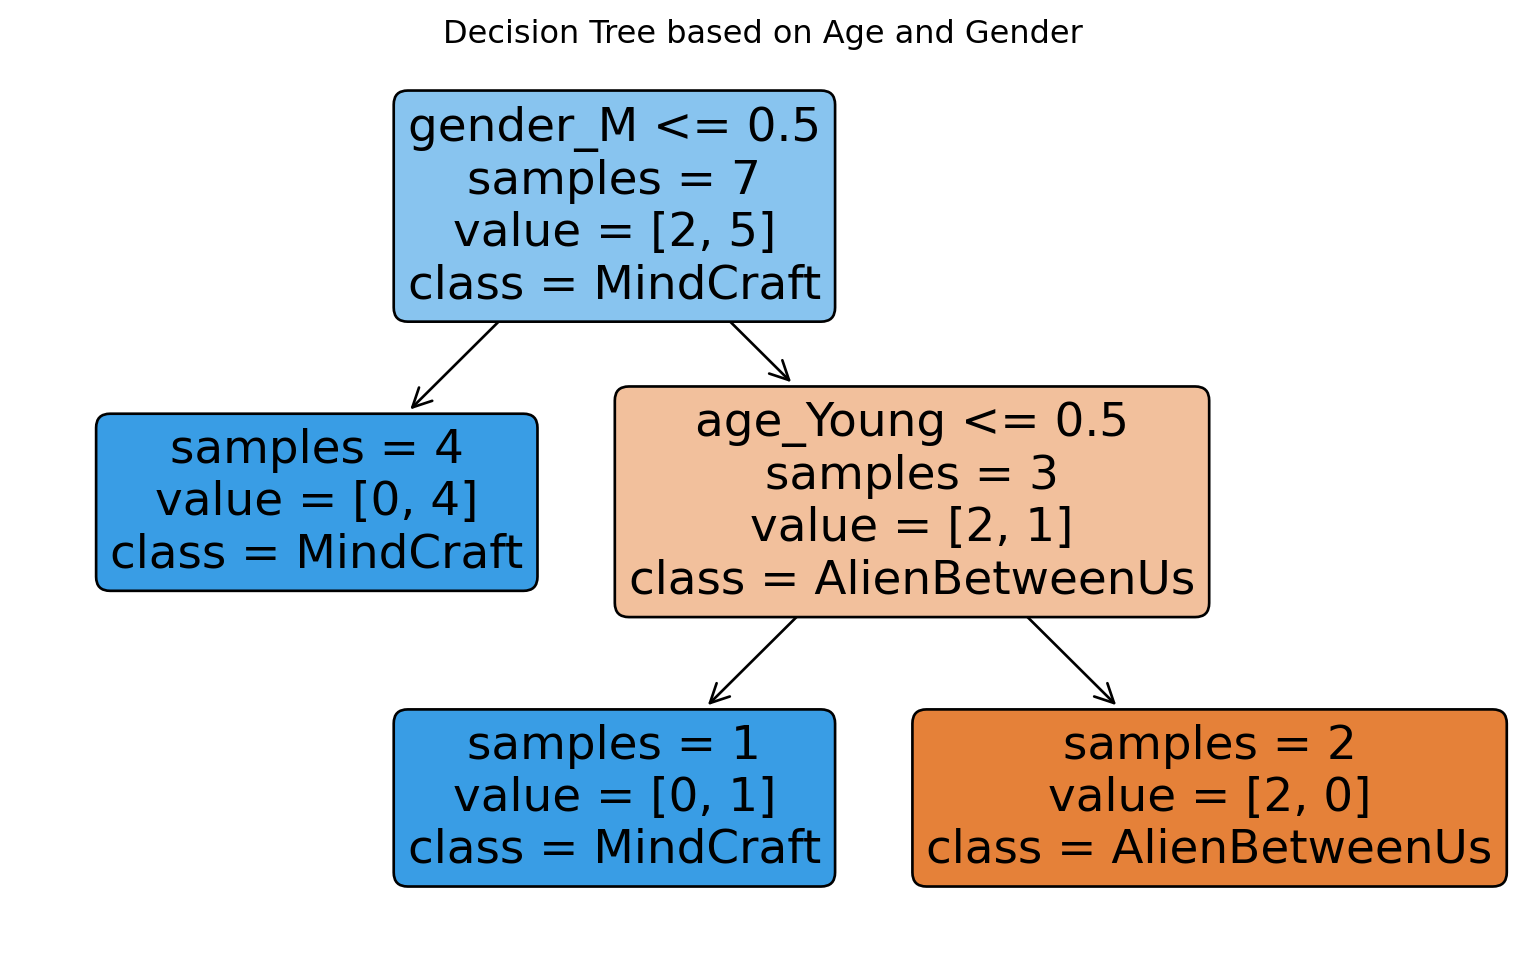 Decision Tree based on Age and Gender
gender_M <= 0.5
samples = 7
value = [2, 5]
class = MindCraft
samples = 4
value = [0, 4]
class = MindCraft
age_Young <= 0.5
samples = 3
value = [2, 1]
class = AlienBetweenUs
samples = 1
value = [0, 1]
class = MindCraft
samples = 2
value = [2, 0]
class = AlienBetweenUs